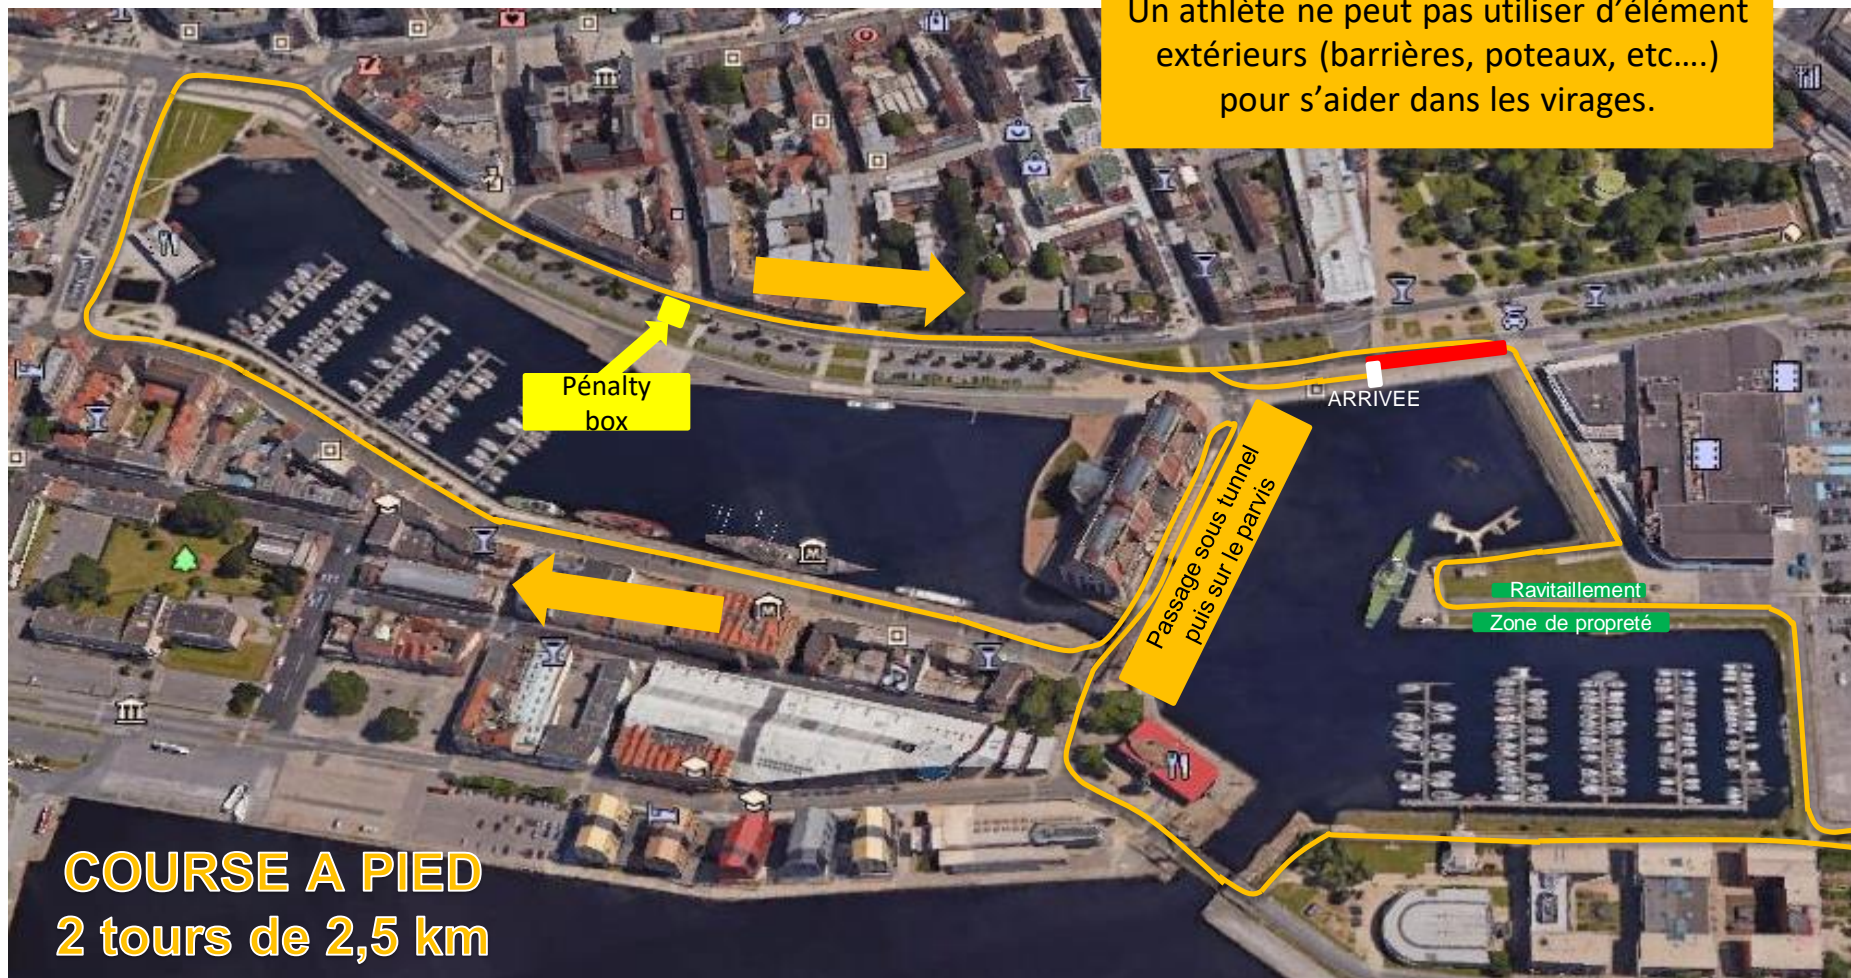 Un athlète ne peut pas utiliser d’élément
extérieurs (barrières, poteaux, etc….)
pour s’aider dans les virages.
Pénalty
box
ARRIVEE
Passage sous tunnel
puis sur le parvis
Ravitaillement
Zone de propreté
COURSE A PIED
2 tours de 2,5 km